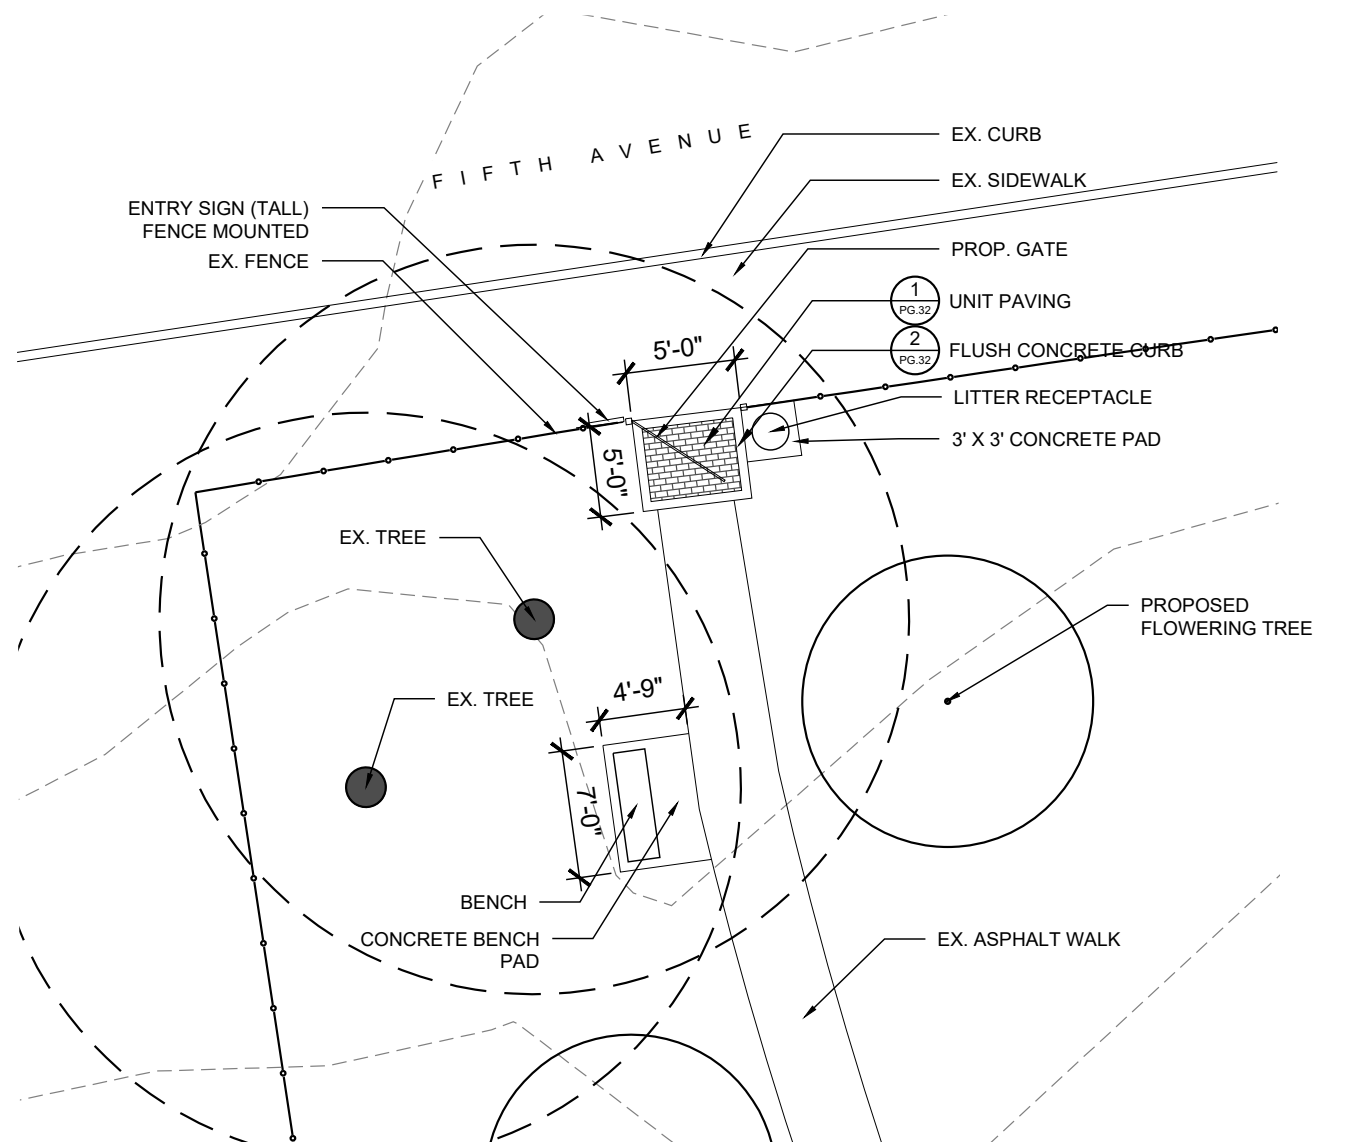 FIFTH AVENUE
EX. CURB
EX. SIDEWALK
ENTRY SIGN (TALL)
FENCE MOUNTED
EX. FENCE
PROP. GATE
1
PG.32
UNIT PAVING
2
PG.32
FLUSH CONCRETE CURB
5'-0"
LITTER RECEPTACLE
3' X 3' CONCRETE PAD
5'-0"
EX. TREE
PROPOSED
FLOWERING TREE
EX. TREE
4'-9"
7'-0"
BENCH
CONCRETE BENCH
PAD
EX. ASPHALT WALK